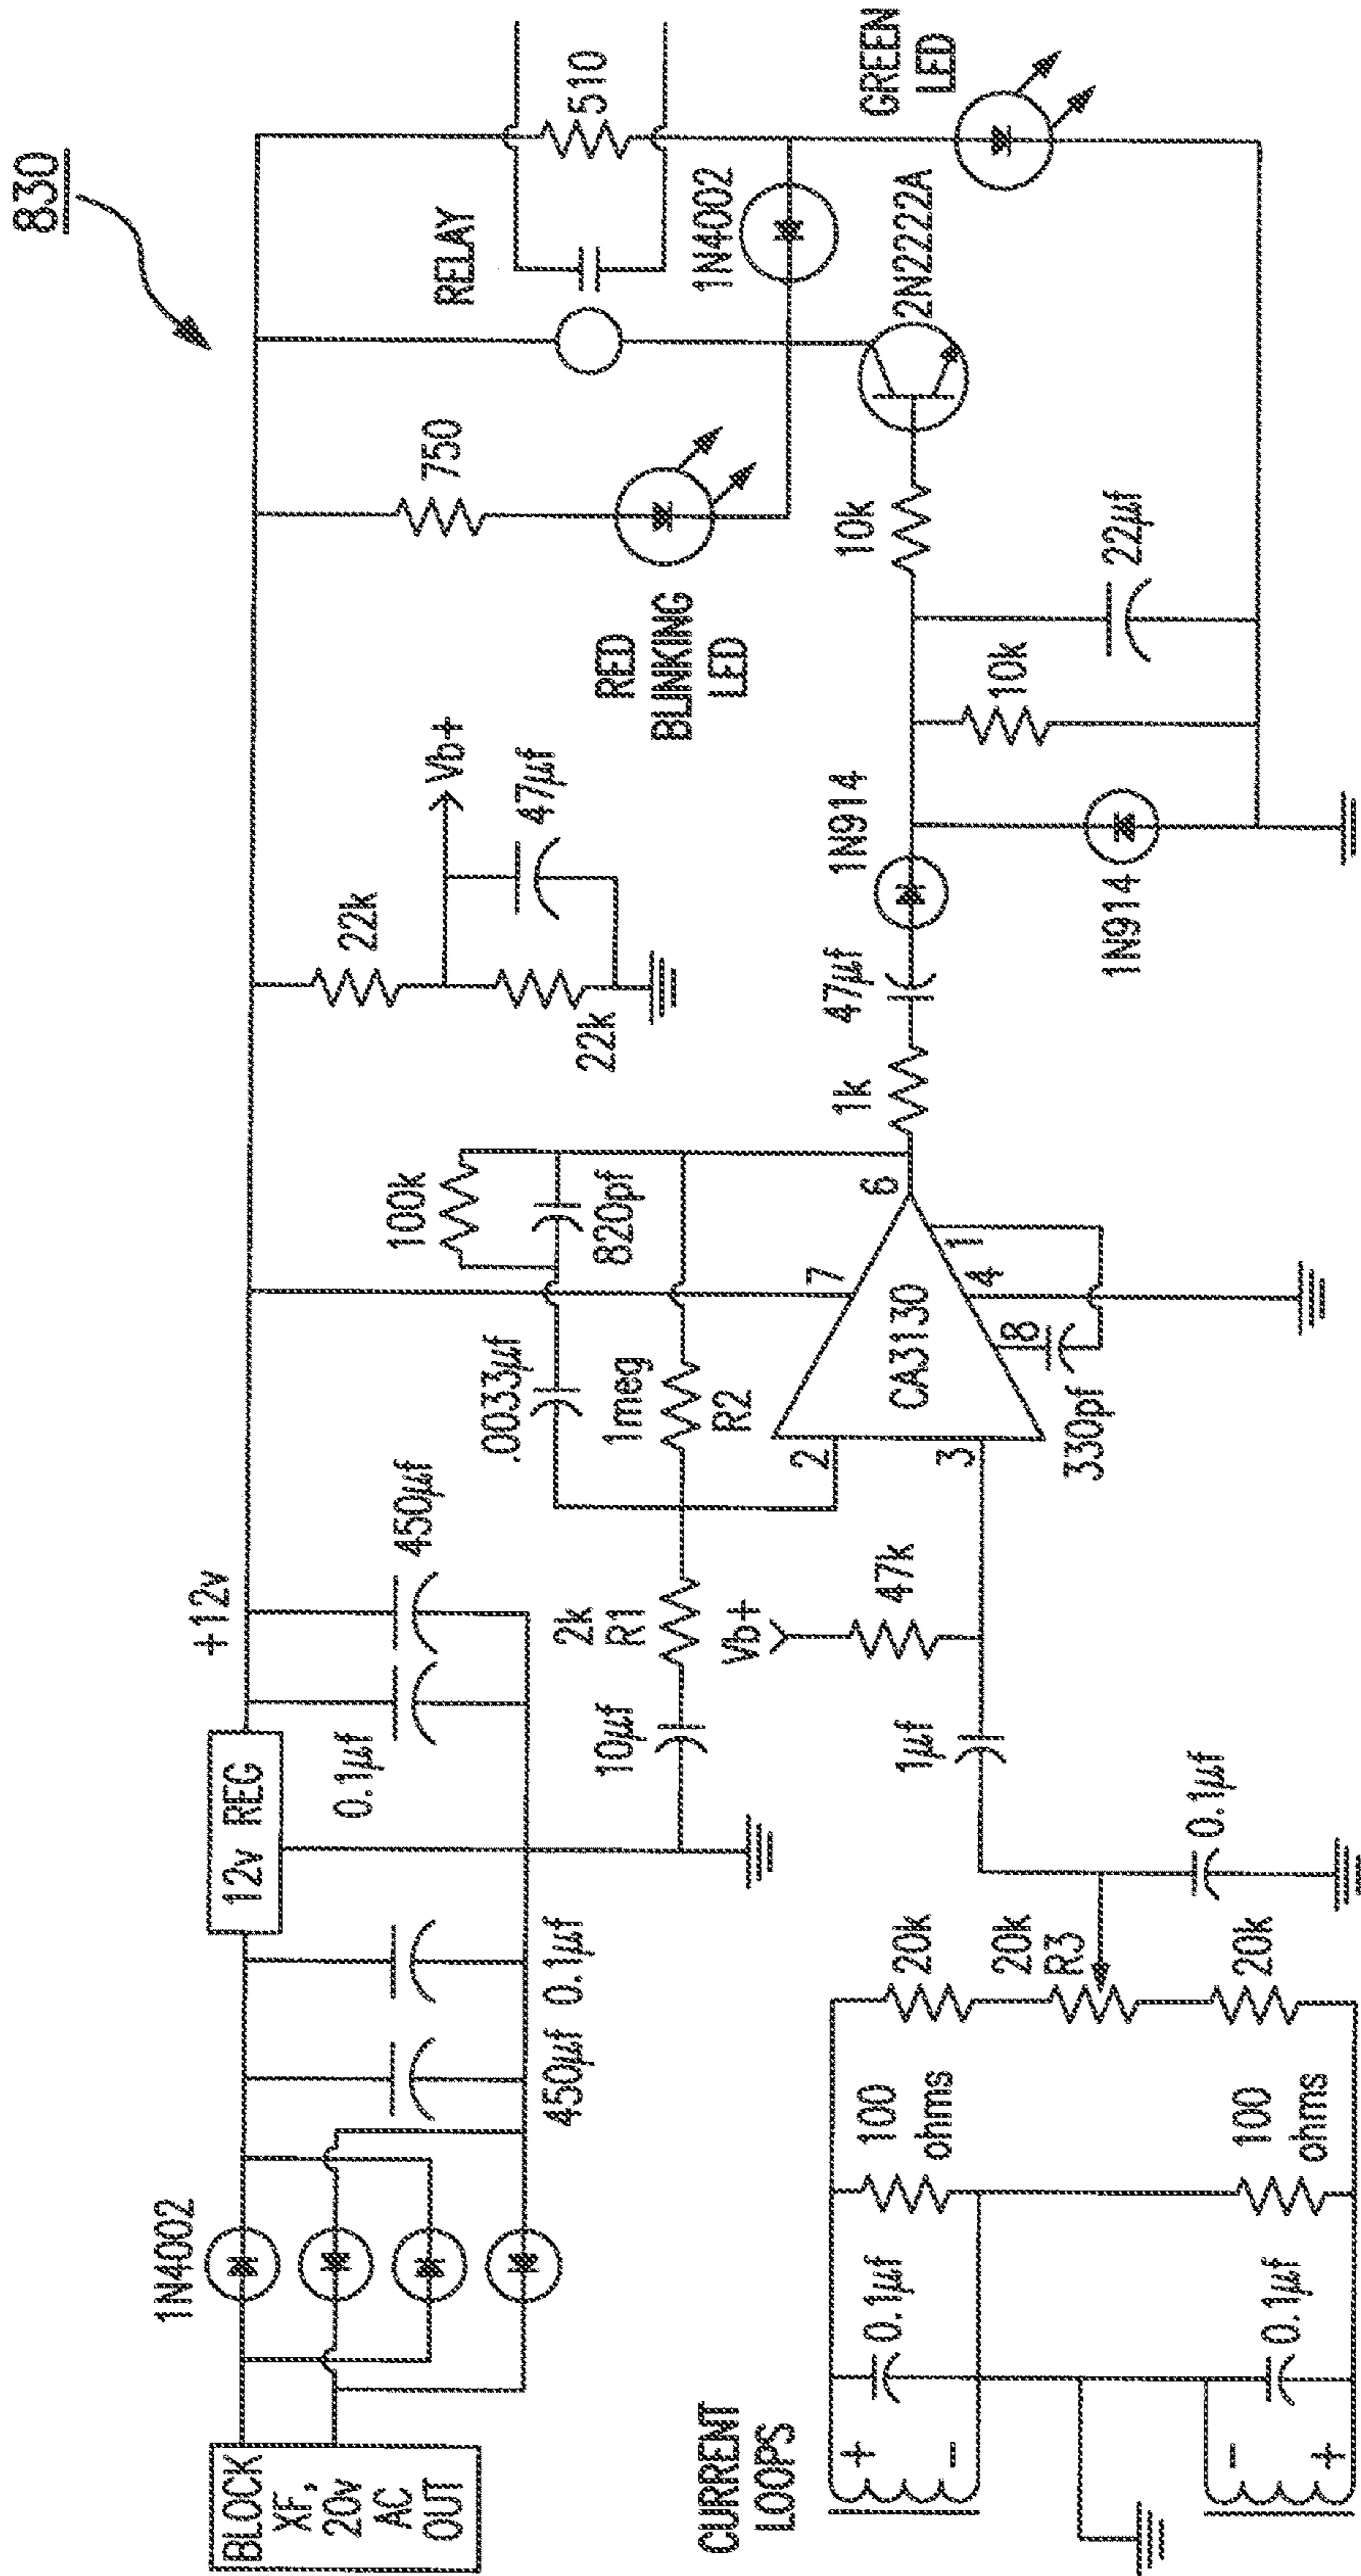 830
BLOCK
XF,
20v
AC
OUT
1N4002
450µf
0.1µf
12v REG
0.1µf
+12v
450µf
10µf
2k
R1
.0033µf
1meg
R2
100k
820pf
22k
22k
Vb+
47µf
750
RED
BLINKING
LED
RELAY
510
1N4002
2N2222A
GREEN
LED
CURRENT
LOOPS
+
-
-
+
0.1µf
0.1µf
100
ohms
100
ohms
20k
20k
R3
20k
0.1µf
1µf
Vb+
47k
2
3
7
CA3130
6
1
4
8
330pf
1k
47µf
1N914
1N914
10k
10k
22µf